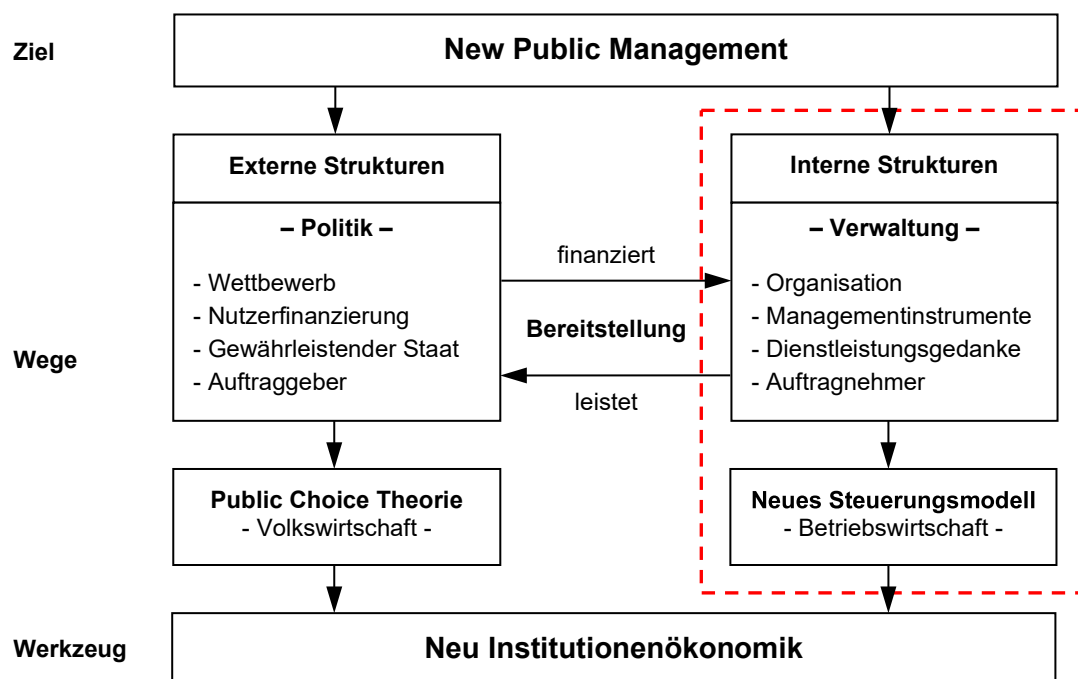 Ziel
New Public Management
Externe Strukturen
– Politik –
- Wettbewerb
- Nutzerfinanzierung
- Gewährleistender Staat
- Auftraggeber
finanziert
Bereitstellung
leistet
Interne Strukturen
– Verwaltung –
- Organisation
- Managementinstrumente
- Dienstleistungsgedanke
- Auftragnehmer
Wege
Public Choice Theorie
- Volkswirtschaft -
Neues Steuerungsmodell
- Betriebswirtschaft -
Werkzeug
Neu Institutionenökonomik